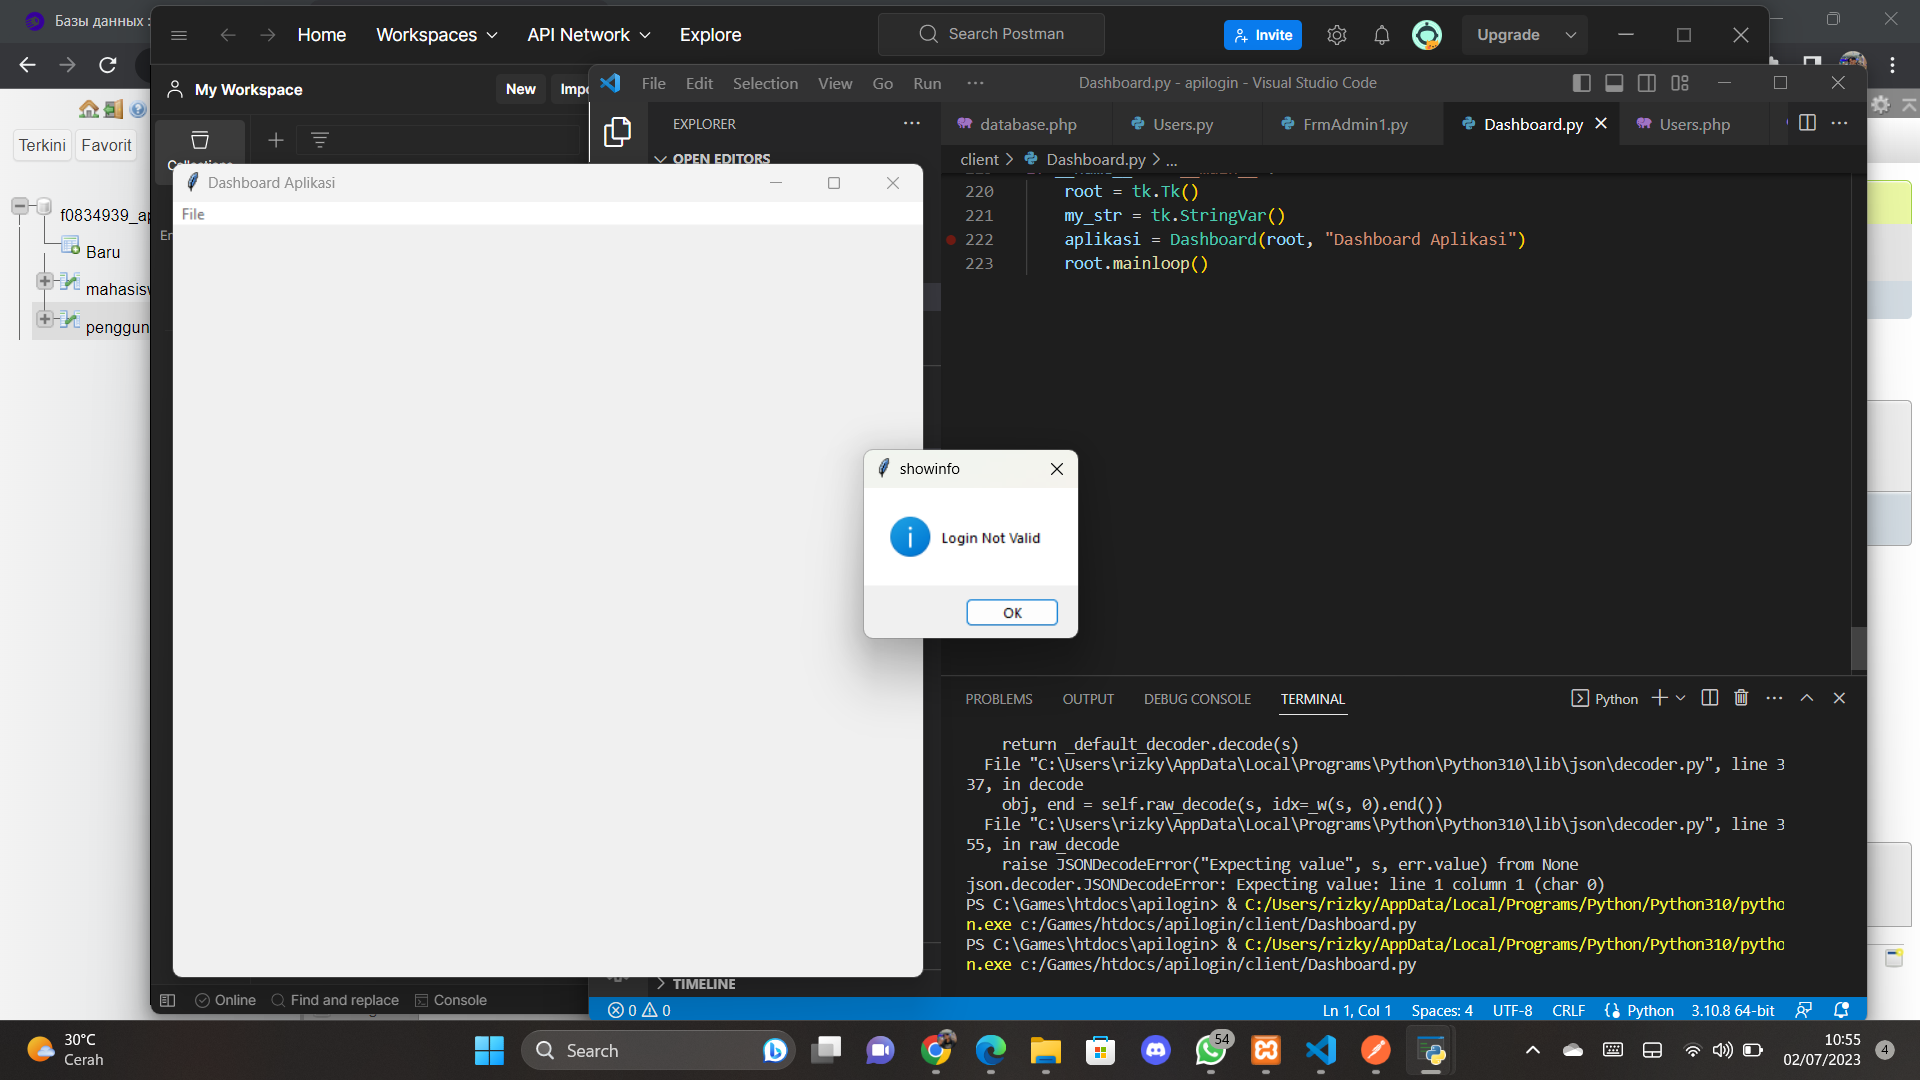 Базы данных :
Home
Workspaces
API Network
Explore
Search Postman
Invite
Upgrade
My Workspace
New
Impo
File
Edit
Selection
View
Go
Run
Dashboard.py - apilogin - Visual Studio Code
Terkini
Favorit
EXPLORER
OPEN EDITORS
database.php
Users.py
FrmAdmin1.py
Dashboard.py
Users.php
client > Dashboard.py > ...
Dashboard Aplikasi
File
f0834939_ap
Baru
mahasisw
penggun
220 root = tk.Tk()
221 my_str = tk.StringVar()
222 aplikasi = Dashboard(root, "Dashboard Aplikasi")
223 root.mainloop()
showinfo
Login Not Valid
OK
PROBLEMS
OUTPUT
DEBUG CONSOLE
TERMINAL
Python
return _default_decoder.decode(s)
File "C:\Users\rizky\AppData\Local\Programs\Python\Python310\lib\json\decoder.py", line 3
37, in decode
obj, end = self.raw_decode(s, idx=_w(s, 0).end())
File "C:\Users\rizky\AppData\Local\Programs\Python\Python310\lib\json\decoder.py", line 3
55, in raw_decode
raise JSONDecodeError("Expecting value", s, err.value) from None
json.decoder.JSONDecodeError: Expecting value: line 1 column 1 (char 0)
PS C:\Games\htdocs\apilogin> & C:/Users/rizky/AppData/Local/Programs/Python/Python310/pytho
n.exe c:/Games/htdocs/apilogin/client/Dashboard.py
PS C:\Games\htdocs\apilogin> & C:/Users/rizky/AppData/Local/Programs/Python/Python310/pytho
n.exe c:/Games/htdocs/apilogin/client/Dashboard.py
TIMELINE
Online
Find and replace
Console
0
0
Ln 1, Col 1
Spaces: 4
UTF-8
CRLF
Python
3.10.8 64-bit
30°C
Cerah
Search
54
10:55
02/07/2023
4